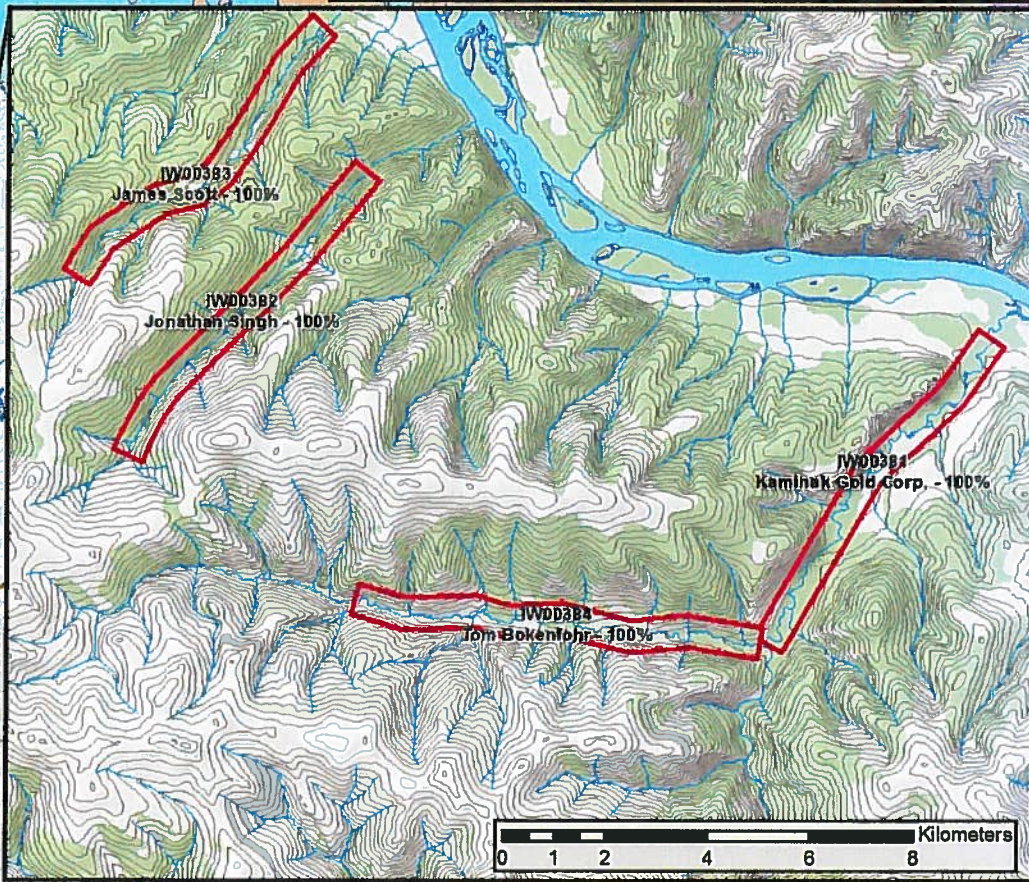 IW00383
James Scott - 100%
IW00382
Jonathan Singh - 100%
IW00381
Kaminak Gold Corp. - 100%
IW00384
Tom Bokenfohr - 100%
Kilometers
0 1 2 4 6 8